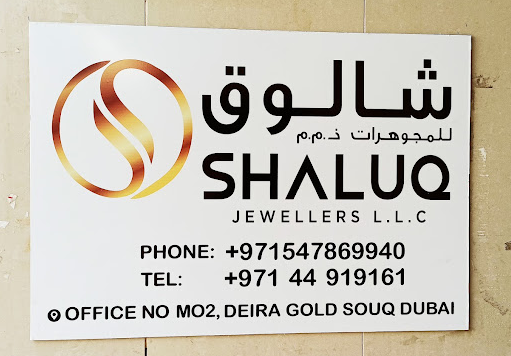 شالوق
للمجوهرات ذ.م.م
SHALUQ
JEWELLERS L.L.C
PHONE: +971547869940
TEL: +971 44 919161
OFFICE NO MO2, DEIRA GOLD SOUQ DUBAI